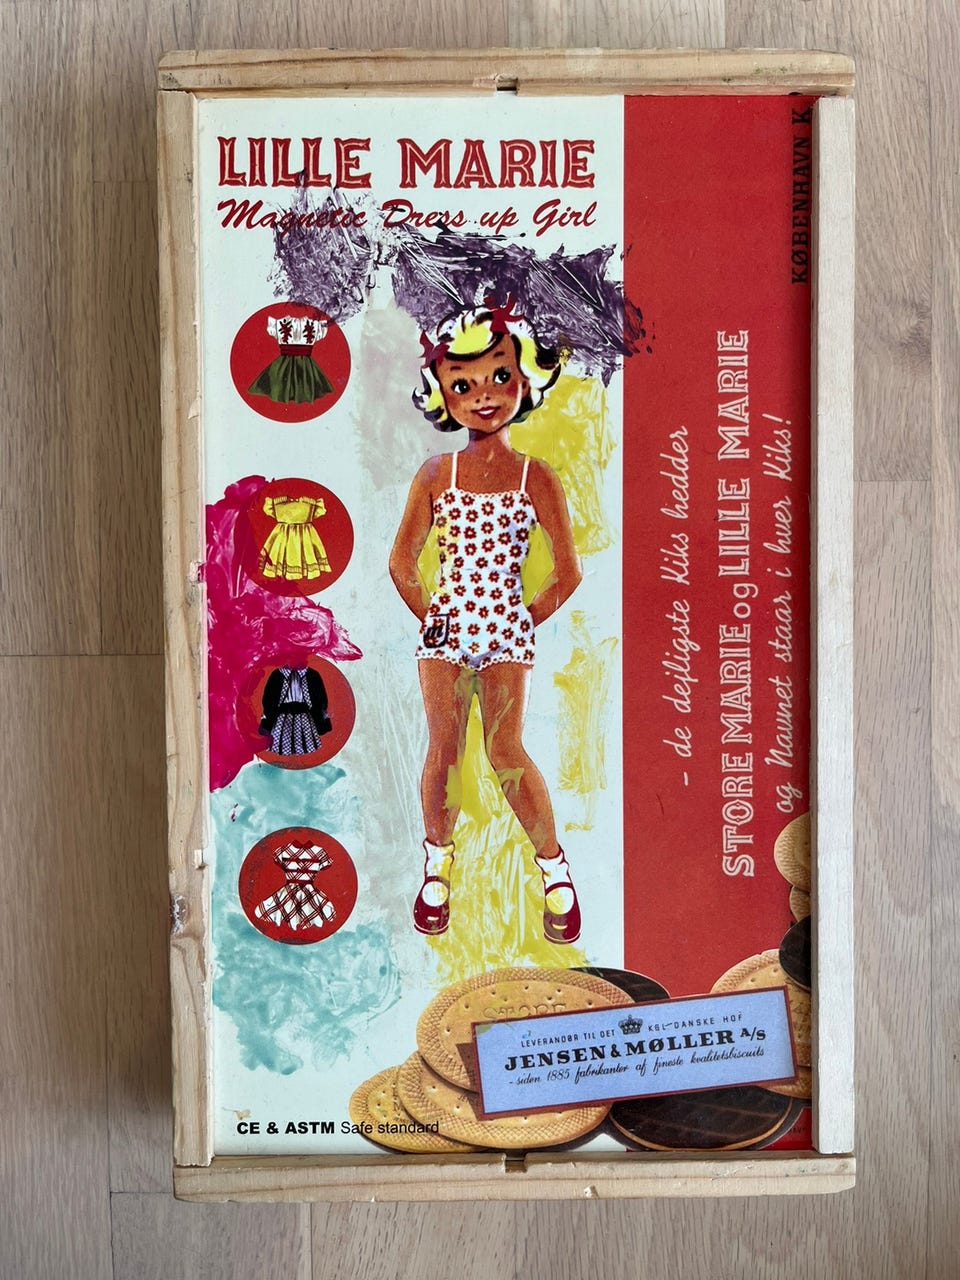 LILLE MARIE
Magnetic Dress up Girl
KØBENHAVN K
- de dejligste Kiks hedder
STORE MARIE og LILLE MARIE
og Navnet staar i hver Kiks!
m
STORE
LEVERANDØR TIL DET KGL. DANSKE HOF
JENSEN & MØLLER A/S
- siden 1885 fabrikanter af fineste kvalitetsbiscuits
CE & ASTM Safe standard